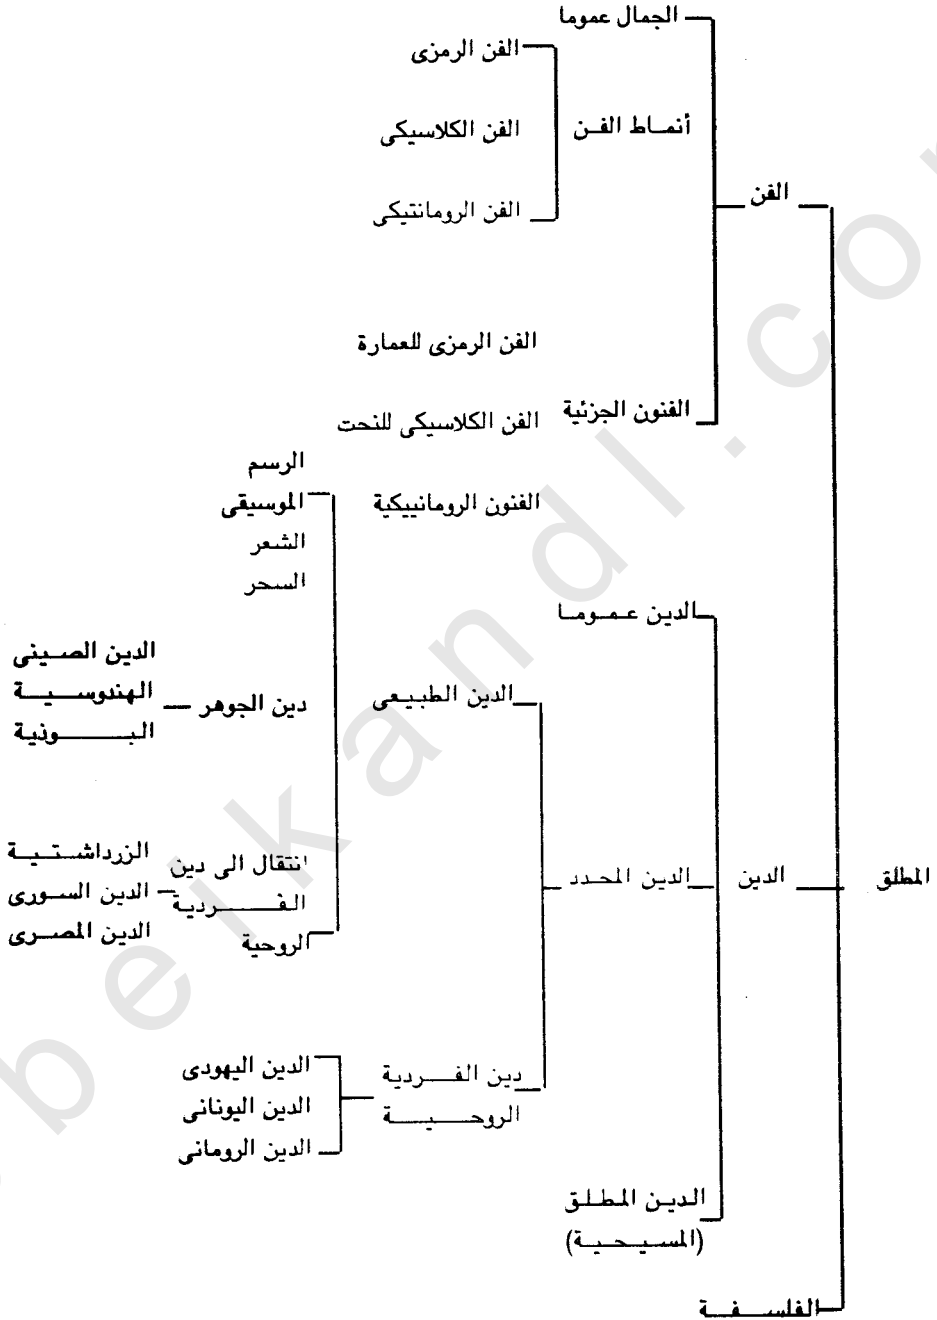 الجمال عموما
الفن الرمزى
أنماط الفن
الفن الكلاسيكى
الفن
الفن الرومانتيكى
الفن الرمزى للعمارة
الفنون الجزئية
الفن الكلاسيكى للنحت
الرسم
الفنون الرومانييكية
الموسيقى
الشعر
السحر
الدين عموما
الدين الصينى
الدين الطبيعى
دين الجوهر
الهندوسية
البوذية
المطلق
الدين
الدين المحدد
انتقال الى دين
الفردية
الروحية
الزرداشتية
الدين السورى
الدين المصرى
دين الفردية
الروحية
الدين اليهودى
الدين اليونانى
الدين الرومانى
الدين المطلق
(المسيحية)
الفلسفة
beikandl.com